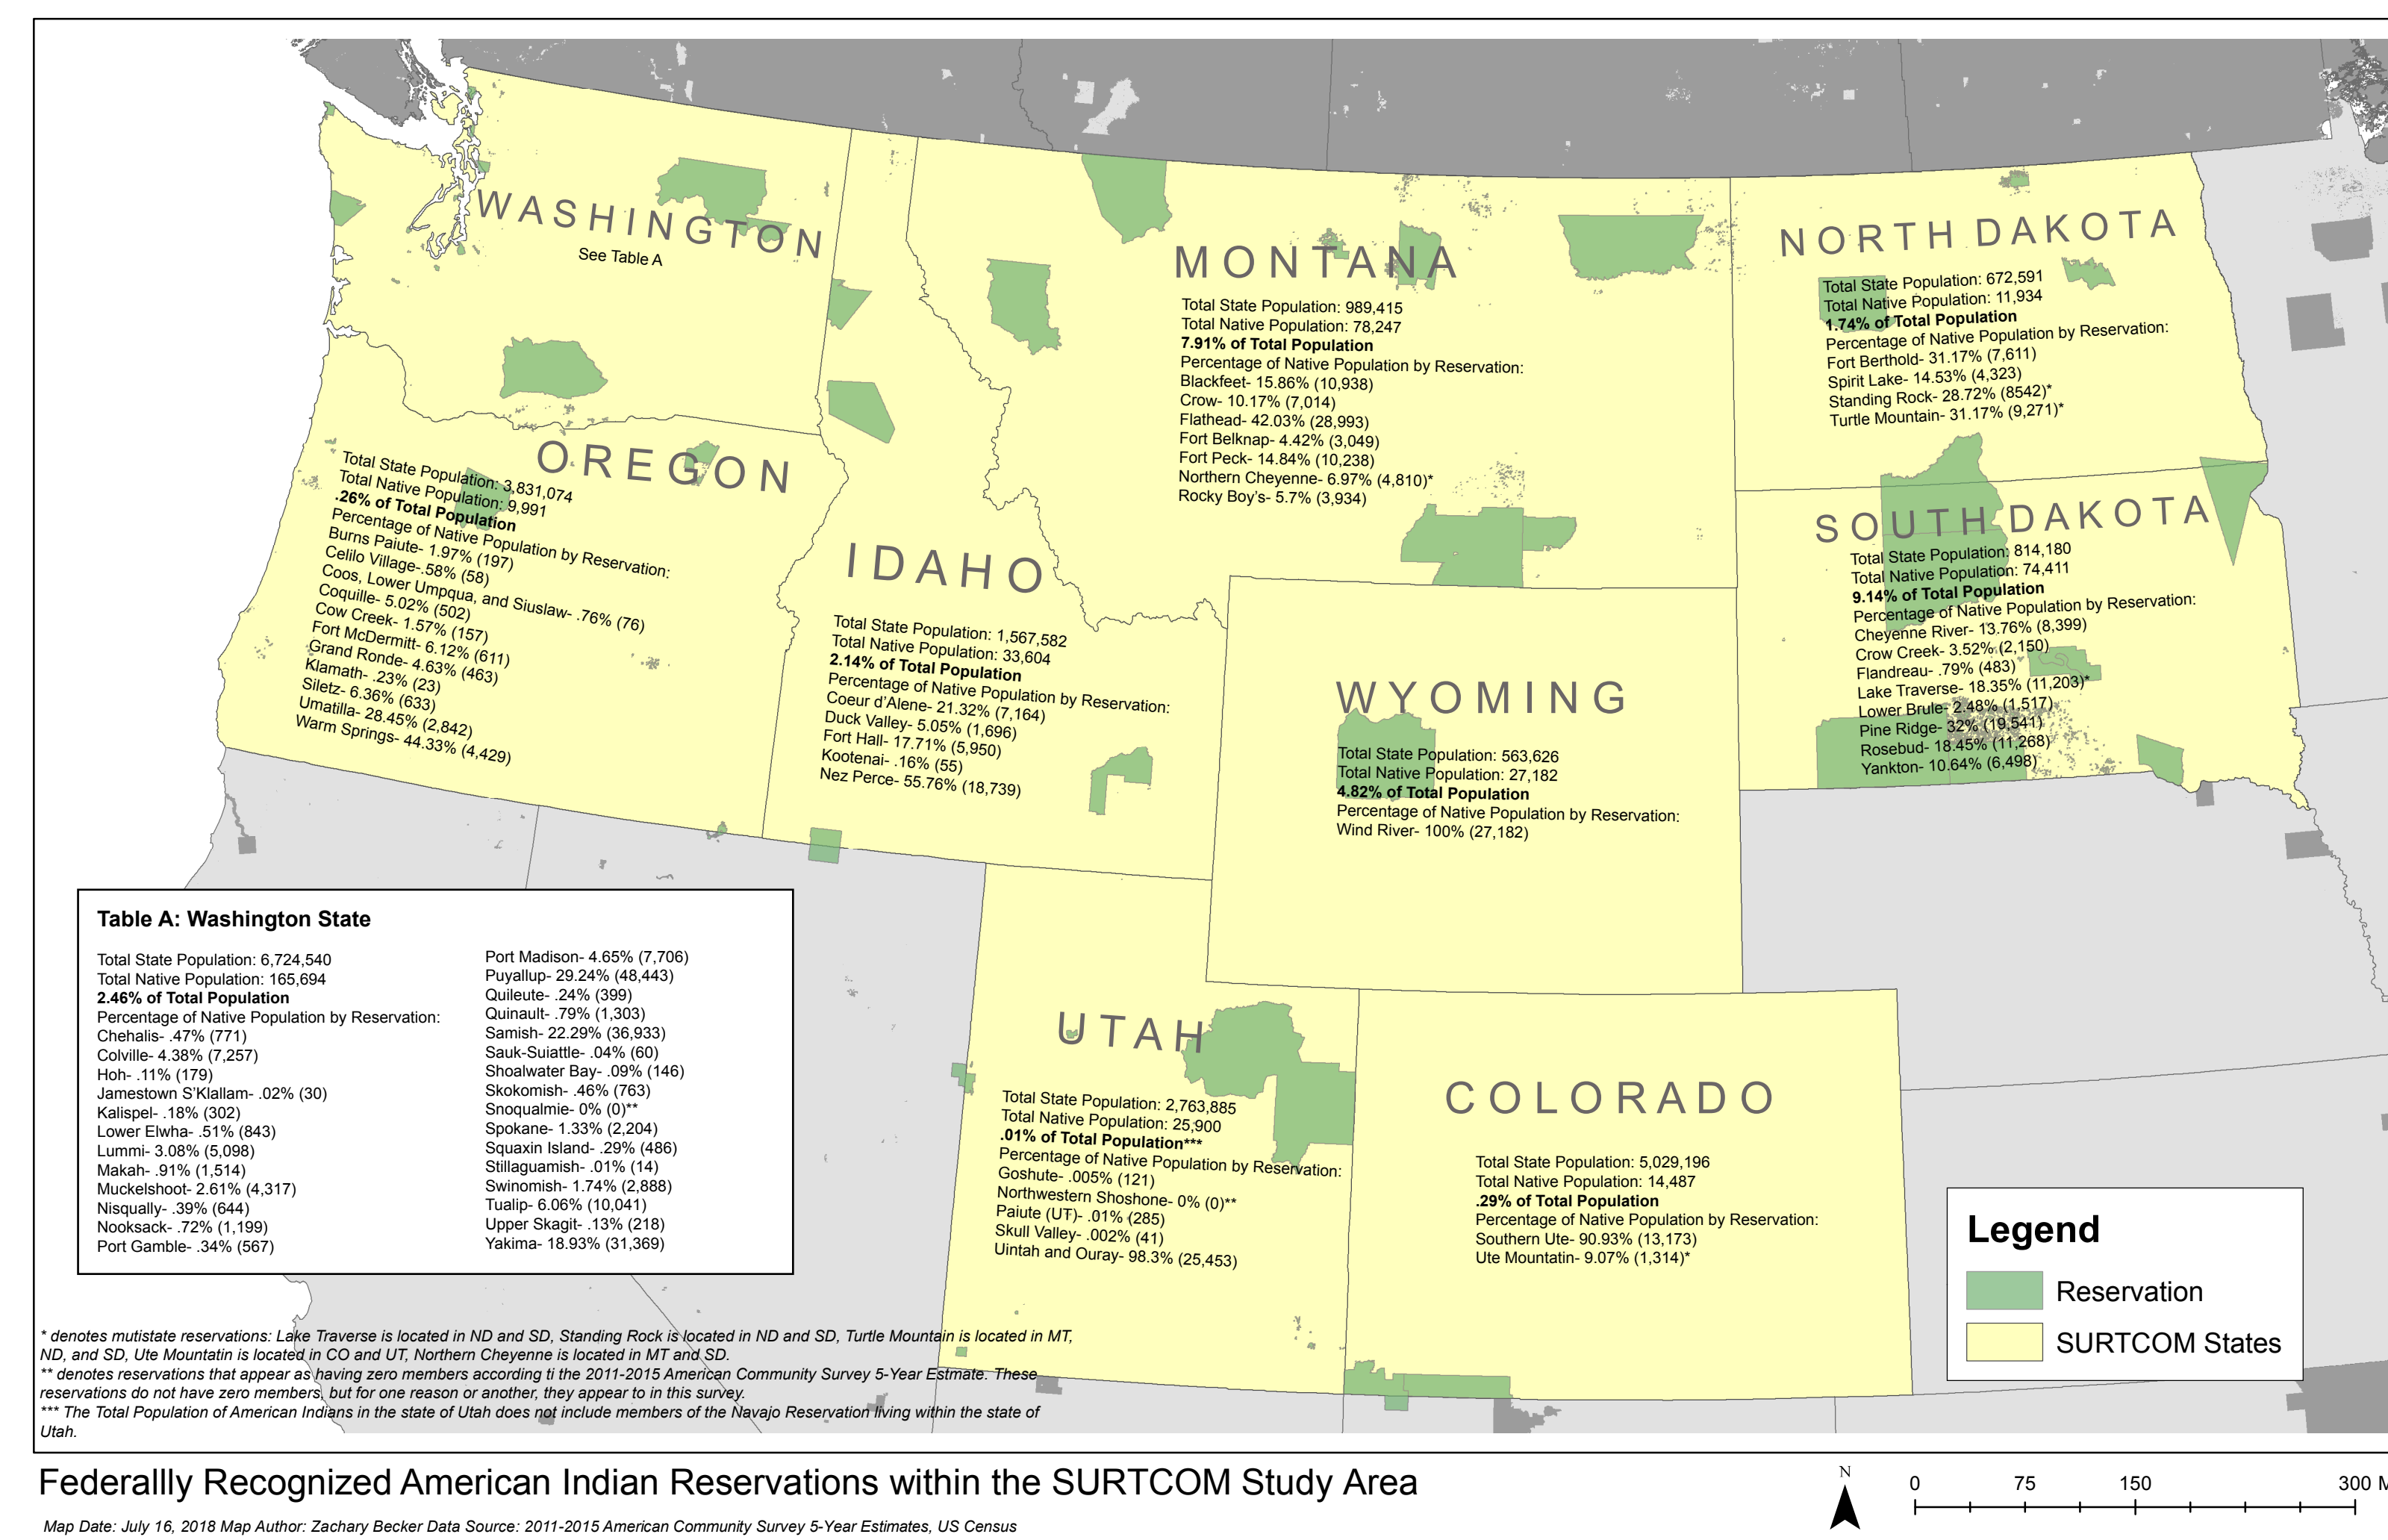 WASHINGTON
See Table A
MONTANA
Total State Population: 989,415
Total Native Population: 78,247
7.91% of Total Population
Percentage of Native Population by Reservation:
Blackfeet- 15.86% (10,938)
Crow- 10.17% (7,014)
Flathead- 42.03% (28,993)
Fort Belknap- 4.42% (3,049)
Fort Peck- 14.84% (10,238)
Northern Cheyenne- 6.97% (4,810)*
Rocky Boy's- 5.7% (3,934)
NORTH DAKOTA
Total State Population: 672,591
Total Native Population: 11,934
1.74% of Total Population
Percentage of Native Population by Reservation:
Fort Berthold- 31.17% (7,611)
Spirit Lake- 14.53% (4,323)
Standing Rock- 28.72% (8542)*
Turtle Mountain- 31.17% (9,271)*
OREGON
Total State Population: 3,831,074
Total Native Population: 9,991
.26% of Total Population
Percentage of Native Population by Reservation:
Burns Paiute- 1.97% (197)
Celilo Village-.58% (58)
Coos, Lower Umpqua, and Siuslaw- .76% (76)
Coquille- 5.02% (502)
Cow Creek- 1.57% (157)
Fort McDermitt- 6.12% (611)
Grand Ronde- 4.63% (463)
Klamath- .23% (23)
Siletz- 6.36% (633)
Umatilla- 28.45% (2,842)
Warm Springs- 44.33% (4,429)
IDAHO
Total State Population: 1,567,582
Total Native Population: 33,604
2.14% of Total Population
Percentage of Native Population by Reservation:
Coeur d'Alene- 21.32% (7,164)
Duck Valley- 5.05% (1,696)
Fort Hall- 17.71% (5,950)
Kootenai- .16% (55)
Nez Perce- 55.76% (18,739)
SOUTH DAKOTA
Total State Population: 814,180
Total Native Population: 74,411
9.14% of Total Population
Percentage of Native Population by Reservation:
Cheyenne River- 13.76% (8,399)
Crow Creek- 3.52% (2,150)
Flandreau- .79% (483)
Lake Traverse- 18.35% (11,203)*
Lower Brule- 2.48% (1,517)
Pine Ridge- 32% (19,541)
Rosebud- 18.45% (11,268)
Yankton- 10.64% (6,498)
WYOMING
Total State Population: 563,626
Total Native Population: 27,182
4.82% of Total Population
Percentage of Native Population by Reservation:
Wind River- 100% (27,182)
UTAH
Total State Population: 2,763,885
Total Native Population: 25,900
.01% of Total Population***
Percentage of Native Population by Reservation:
Goshute- .005% (121)
Northwestern Shoshone- 0% (0)**
Paiute (UT)- .01% (285)
Skull Valley- .002% (41)
Uintah and Ouray- 98.3% (25,453)
COLORADO
Total State Population: 5,029,196
Total Native Population: 14,487
.29% of Total Population
Percentage of Native Population by Reservation:
Southern Ute- 90.93% (13,173)
Ute Mountatin- 9.07% (1,314)*
Table A: Washington State
Total State Population: 6,724,540
Total Native Population: 165,694
2.46% of Total Population
Percentage of Native Population by Reservation:
Chehalis- .47% (771)
Colville- 4.38% (7,257)
Hoh- .11% (179)
Jamestown S'Klallam- .02% (30)
Kalispel- .18% (302)
Lower Elwha- .51% (843)
Lummi- 3.08% (5,098)
Makah- .91% (1,514)
Muckelshoot- 2.61% (4,317)
Nisqually- .39% (644)
Nooksack- .72% (1,199)
Port Gamble- .34% (567)
Port Madison- 4.65% (7,706)
Puyallup- 29.24% (48,443)
Quileute- .24% (399)
Quinault- .79% (1,303)
Samish- 22.29% (36,933)
Sauk-Suiattle- .04% (60)
Shoalwater Bay- .09% (146)
Skokomish- .46% (763)
Snoqualmie- 0% (0)**
Spokane- 1.33% (2,204)
Squaxin Island- .29% (486)
Stillaguamish- .01% (14)
Swinomish- 1.74% (2,888)
Tualip- 6.06% (10,041)
Upper Skagit- .13% (218)
Yakima- 18.93% (31,369)
Legend
Reservation
SURTCOM States
* denotes mutistate reservations: Lake Traverse is located in ND and SD, Standing Rock is located in ND and SD, Turtle Mountain is located in MT,
ND, and SD, Ute Mountatin is located in CO and UT, Northern Cheyenne is located in MT and SD.
** denotes reservations that appear as having zero members according ti the 2011-2015 American Community Survey 5-Year Estmate. These
reservations do not have zero members, but for one reason or another, they appear to in this survey.
*** The Total Population of American Indians in the state of Utah does not include members of the Navajo Reservation living within the state of
Utah.
Federallly Recognized American Indian Reservations within the SURTCOM Study Area
N
0 75 150 300 M
Map Date: July 16, 2018 Map Author: Zachary Becker Data Source: 2011-2015 American Community Survey 5-Year Estimates, US Census